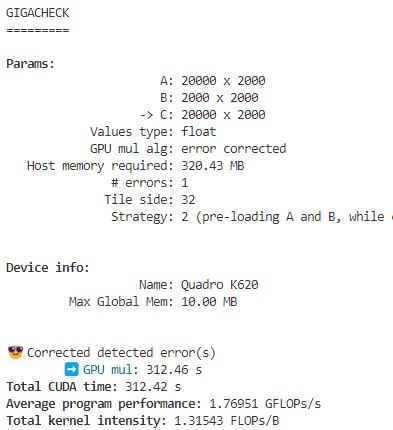 GIGACHECK
=========
Params:
A: 20000 x 2000
B: 2000 x 2000
-> C: 20000 x 2000
Values type: float
GPU mul alg: error corrected
Host memory required: 320.43 MB
# errors: 1
Tile side: 32
Strategy: 2 (pre-loading A and B, while
Device info:
Name: Quadro K620
Max Global Mem: 10.00 MB
😎 Corrected detected error(s)
➡️ GPU mul: 312.46 s
Total CUDA time: 312.42 s
Average program performance: 1.76951 GFLOPs/s
Total kernel intensity: 1.31543 FLOPs/B